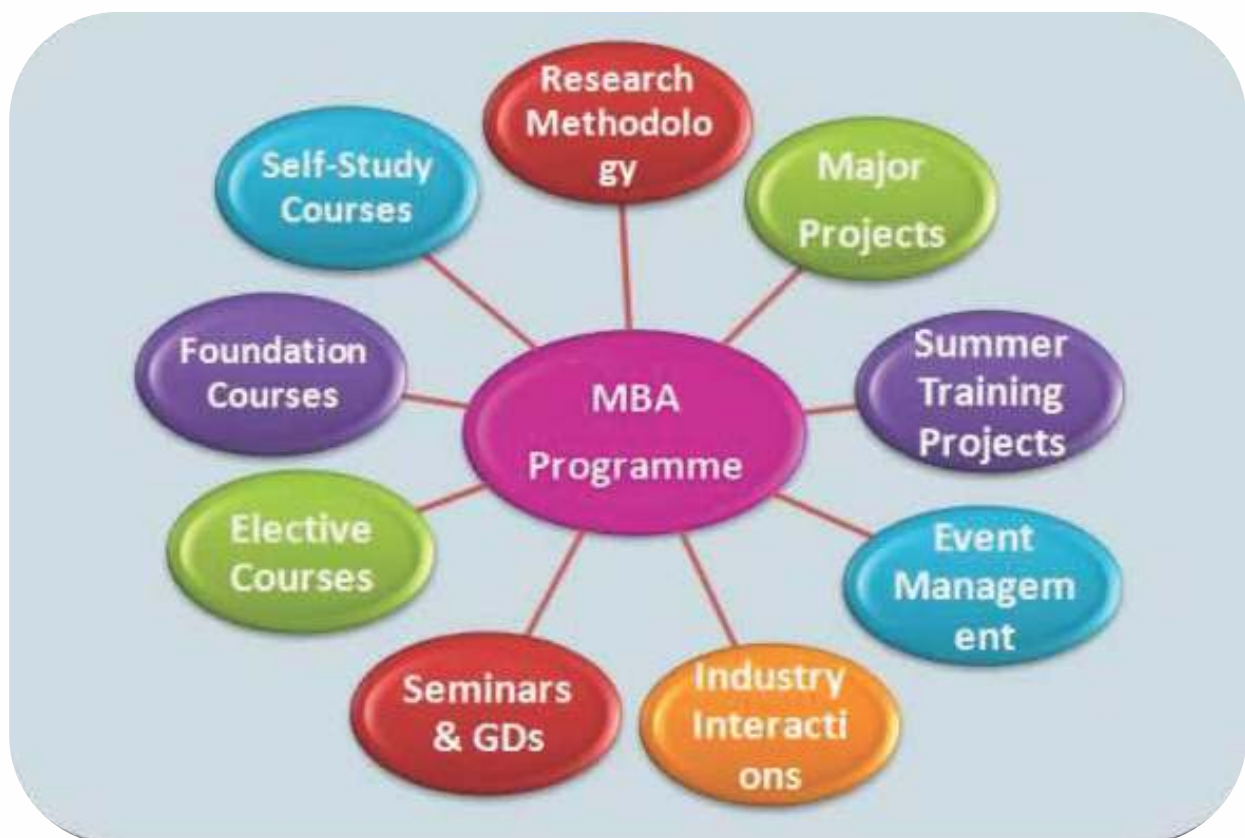 Research
Methodolo
gy
Major
Projects
Summer
Training
Projects
Event
Managem
ent
Industry
Interacti
ons
Seminars
& GDs
Elective
Courses
Foundation
Courses
Self-Study
Courses
MBA
Programme